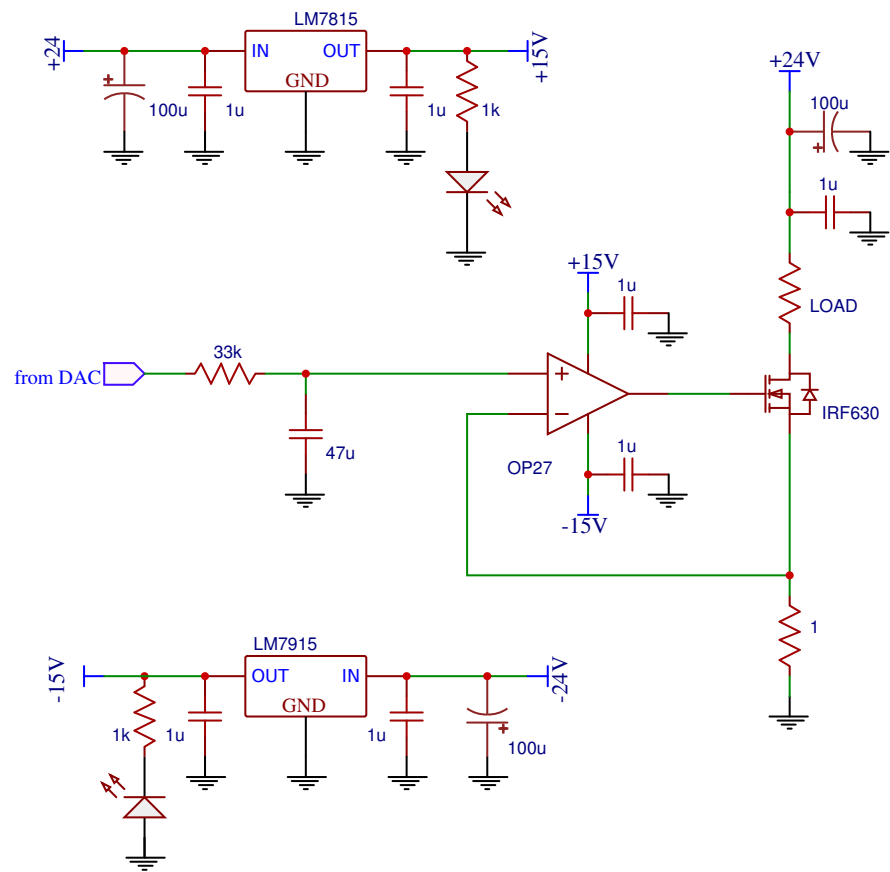 LM7815
+24
IN
OUT
GND
+15V
100u
1u
1u
1k
+24V
100u
1u
LOAD
+15V
1u
33k
from DAC
47u
OP27
IRF630
1u
-15V
1
LM7915
-15V
OUT
IN
GND
-24V
1k
1u
1u
100u